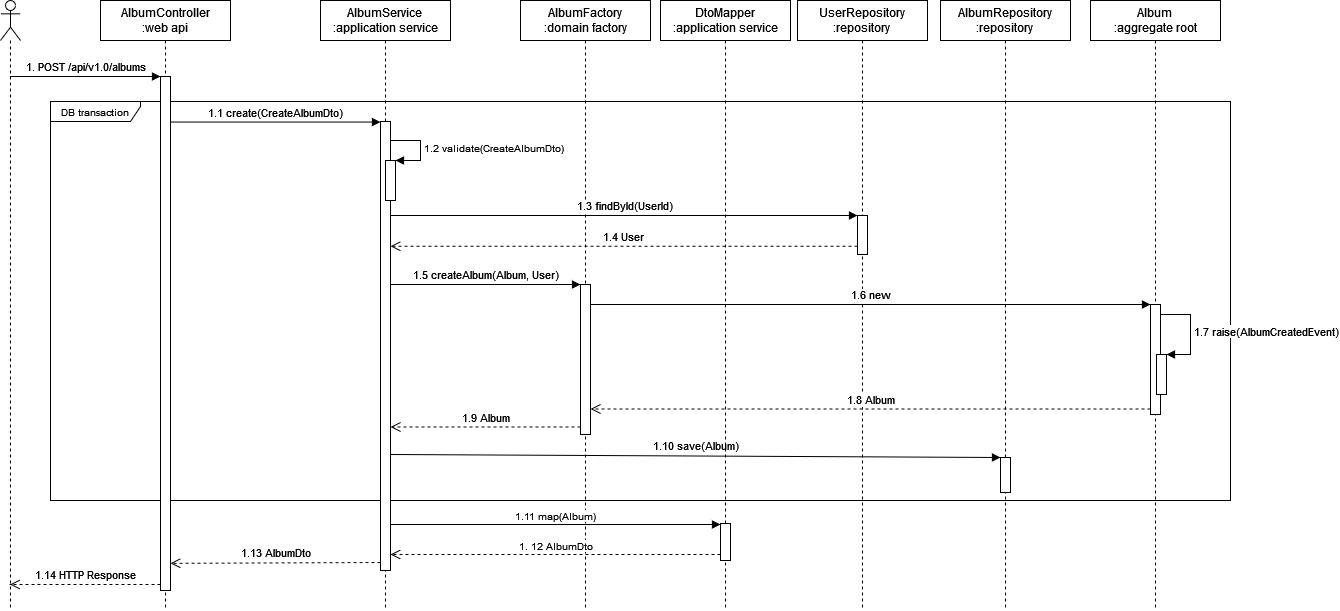 AlbumController
:web api
AlbumService
:application service
AlbumFactory
:domain factory
DtoMapper
:application service
UserRepository
:repository
AlbumRepository
:repository
Album
:aggregate root
1. POST /api/v1.0/albums
DB transaction
1.1 create(CreateAlbumDto)
1.2 validate(CreateAlbumDto)
1.3 findById(UserId)
1.4 User
1.5 createAlbum(Album, User)
1.6 new
1.7 raise(AlbumCreatedEvent)
1.8 Album
1.9 Album
1.10 save(Album)
1.11 map(Album)
1. 12 AlbumDto
1.13 AlbumDto
1.14 HTTP Response